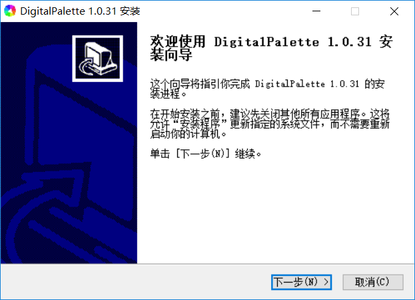 DigitalPalette 1.0.31 安装
欢迎使用 DigitalPalette 1.0.31 安
装向导
这个向导将指引你完成 DigitalPalette 1.0.31 的安
装进程。
在开始安装之前,建议先关闭其他所有应用程序。这将
允许“安装程序”更新指定的系统文件,而不需要重新
启动你的计算机。
单击 [下一步(N)] 继续。
下一步(N) >
取消(C)